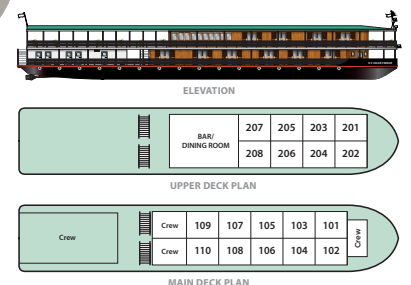 ELEVATION
BAR/
DINING ROOM
207 205 203 201
208 206 204 202
UPPER DECK PLAN
Crew
Crew 109 107 105 103 101
Crew 110 108 106 104 102
Crew
MAIN DECK PLAN